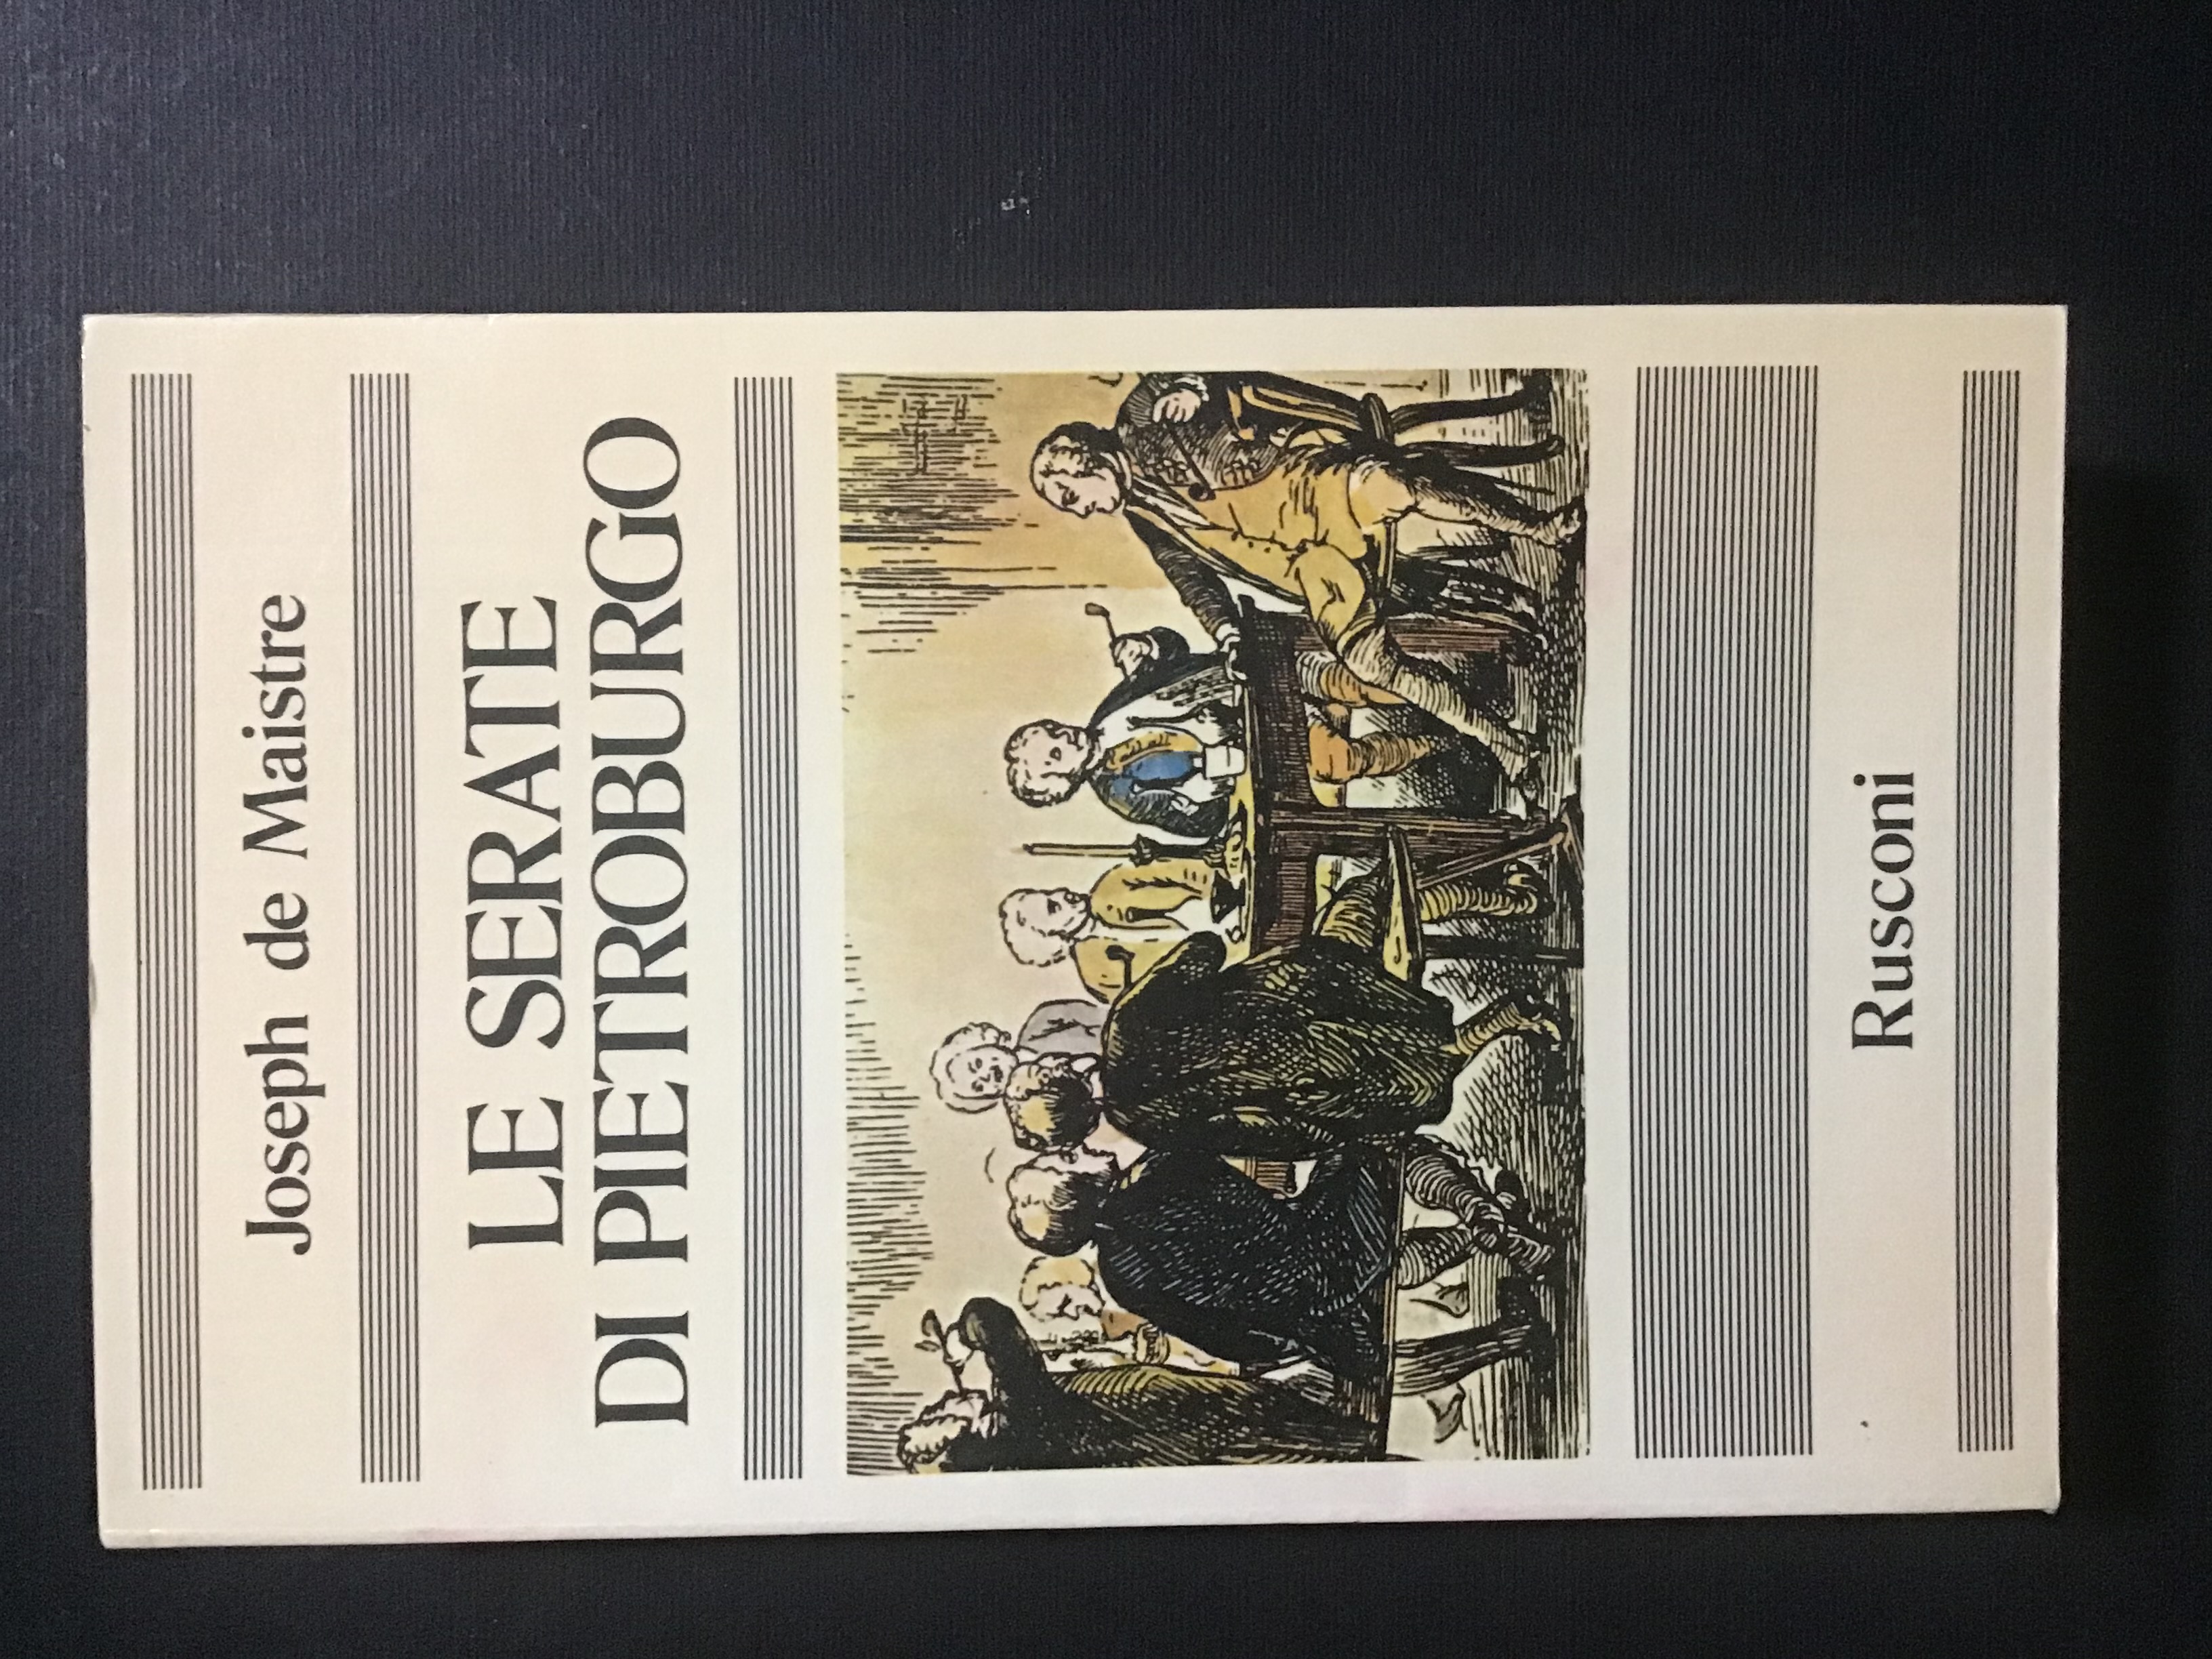 Joseph de Maistre
LE SERATE
DI PIETROBURGO
Rusconi